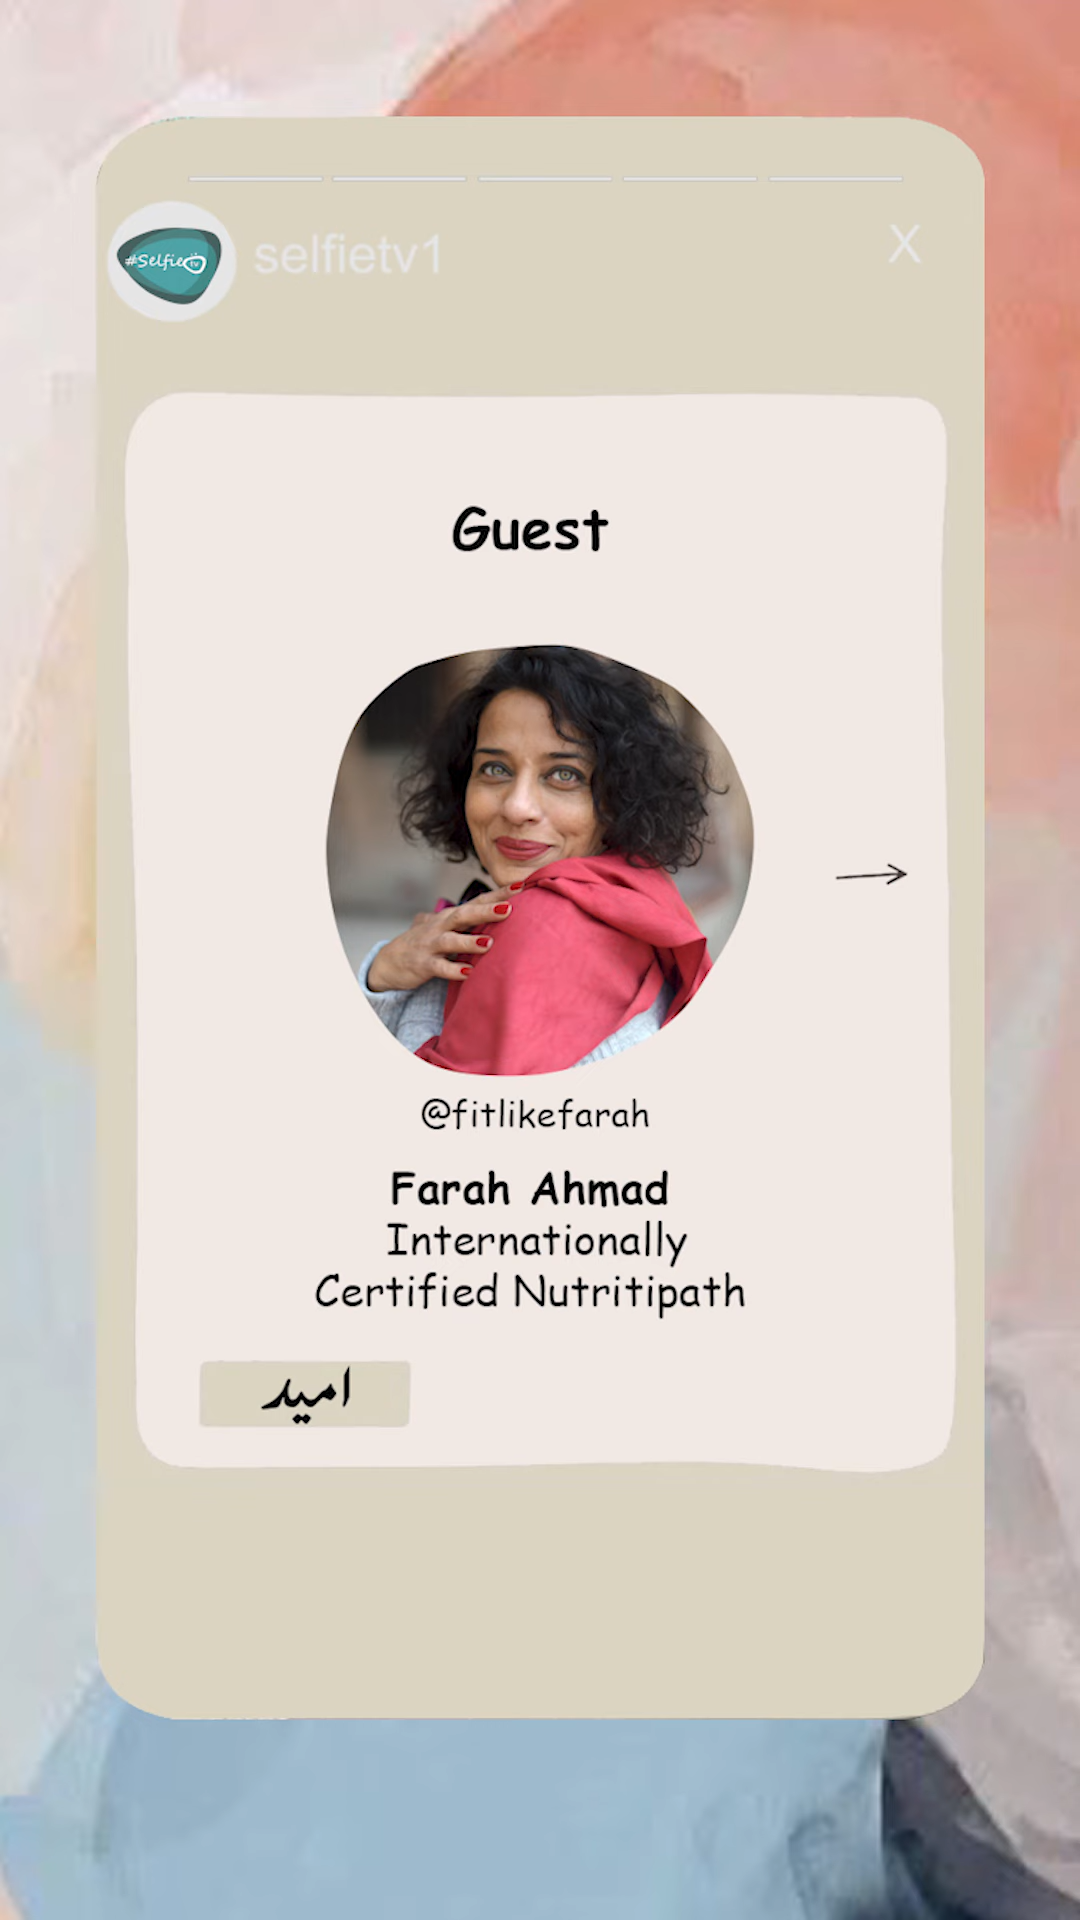 #Selfie tv
selfietv1
X
Guest
@fitlikefarah
Farah Ahmad
Internationally
Certified Nutritipath
امید